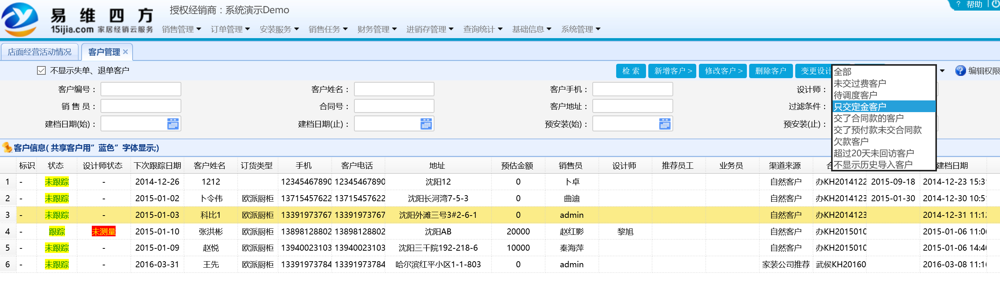 易维四方
15ijia.com 家居经销云服务
授权经销商：系统演示Demo
? 帮助
销售管理 订单管理 安装服务 销售任务 财务管理 进销存管理 查询统计 基础信息 系统管理
店面经营活动情况 客户管理
不显示失单、退单客户 检 索 新增客户 > 修改客户 > 删除客户 变更设计 编辑权限
客户编号： 客户姓名： 客户手机： 设计师：
销 售 员： 合同号： 客户地址： 过滤条件：
建档日期(始)： 建档日期(止)： 预安装(始)： 预安装(止)：
全部
未交过费客户
待调度客户
只交定金客户
交了合同款的客户
交了预付款未交合同款
欠款客户
超过20天未回访客户
不显示历史导入客户
客户信息( 共享客户用”蓝色”字体显示;)
标识 状态 设计师状态 下次跟踪日期 客户姓名 订货类型 手机 客户电话 地址 预估金额 销售员 设计师 推荐员工 业务员 渠道来源 建档日期
1 - 未跟踪 - 2014-12-26 1212 12345467890 12345467890 沈阳12 0 卜卓 自然客户 办KH2014122 2015-09-18 2014-12-23 15:3
2 - 未跟踪 - 2015-01-02 卜令伟 欧派厨柜 13715457622 13715457622 沈阳长河湾7-5-3 0 曲迪 自然客户 办KH2014123 2015-01-30 2014-12-30 10:5
3 - 未跟踪 - 2015-01-03 科比1 欧派厨柜 13391973767 13391973767 沈阳外滩三号3#2-6-1 0 admin 自然客户 办KH2014123 2014-12-31 11:1
4 - 跟踪 未测量 2015-01-10 张洪彬 欧派厨柜 13898128802 13898128802 沈阳AB 20000 赵红影 黎旭 自然客户 办KH2015010 2015-01-06 11:0
5 - 未跟踪 - 2015-01-09 赵悦 欧派厨柜 13940023103 13940023103 沈阳三千院192-218-6 10000 秦海萍 自然客户 办KH2015010 2015-01-06 14:4
6 - 未跟踪 - 2016-03-31 王先 欧派厨柜 13391973784 13391973784 哈尔滨红平小区1-1-803 0 admin 家装公司推荐 武侯KH20160 2016-03-08 11:1